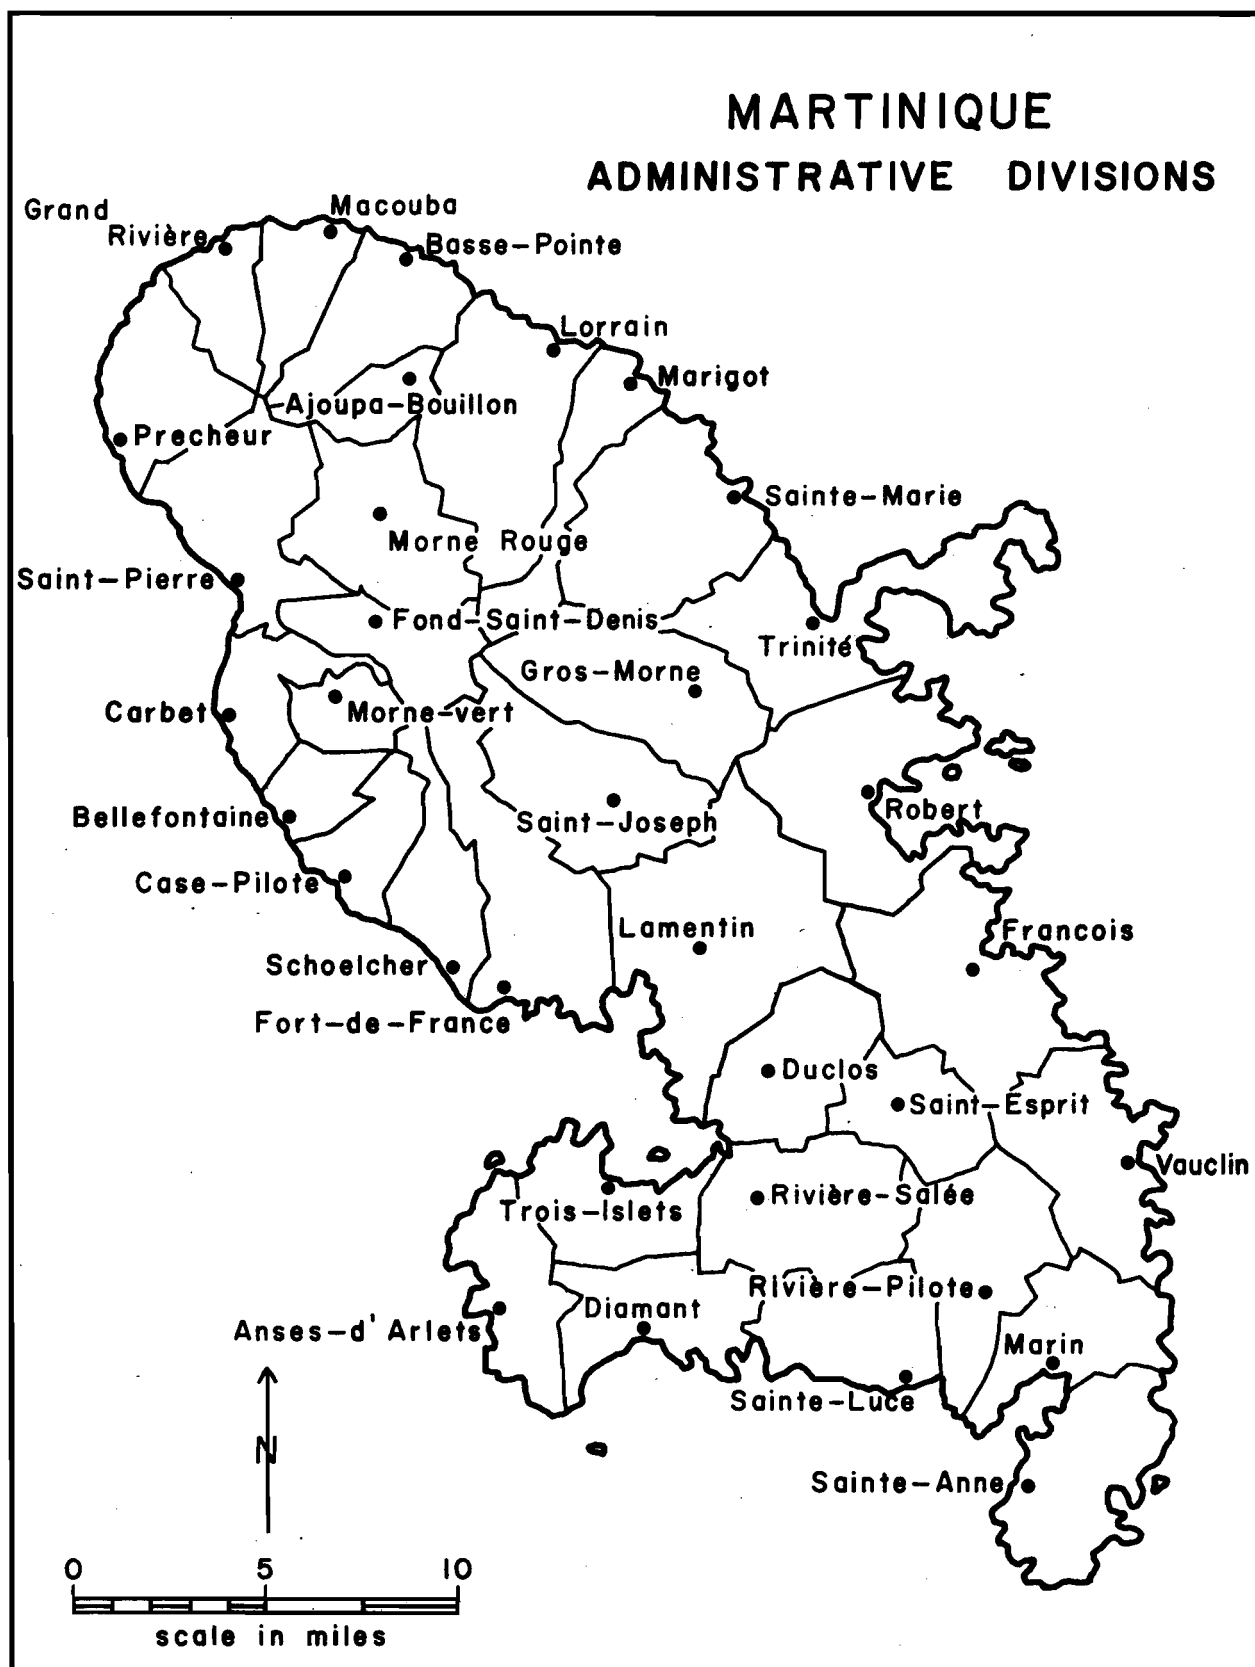 MARTINIQUE
ADMINISTRATIVE DIVISIONS
Grand
Rivière
Macouba
Basse-Pointe
Lorrain
Marigot
Ajoupa-Bouillon
Precheur
Sainte-Marie
Morne Rouge
Saint-Pierre
Fond-Saint-Denis
Trinité
Gros-Morne
Carbet
Morne-vert
Bellefontaine
Saint-Joseph
Robert
Case-Pilote
Lamentin
Francois
Schoelcher
Fort-de-France
Duclos
Saint-Esprit
Vauclin
Rivière-Salée
Trois-Islets
Rivière-Pilote
Diamant
Anses-d'Arlets
Marin
Sainte-Luce
Sainte-Anne
N
0 5 10
scale in miles